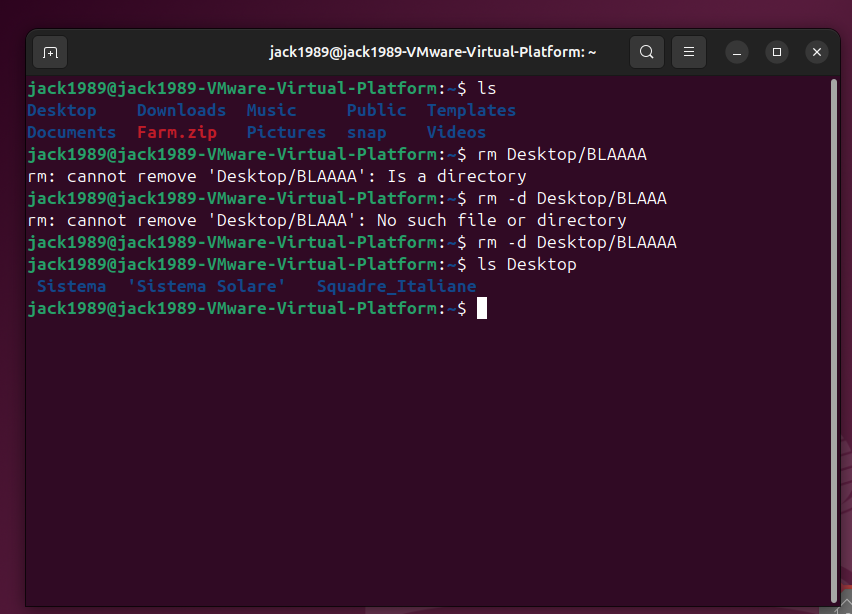 jack1989@jack1989-VMware-Virtual-Platform: ~
jack1989@jack1989-VMware-Virtual-Platform:~$ ls
Desktop    Downloads  Music     Public  Templates
Documents  Farm.zip   Pictures  snap    Videos
jack1989@jack1989-VMware-Virtual-Platform:~$ rm Desktop/BLAAAA
rm: cannot remove 'Desktop/BLAAAA': Is a directory
jack1989@jack1989-VMware-Virtual-Platform:~$ rm -d Desktop/BLAAA
rm: cannot remove 'Desktop/BLAAA': No such file or directory
jack1989@jack1989-VMware-Virtual-Platform:~$ rm -d Desktop/BLAAAA
jack1989@jack1989-VMware-Virtual-Platform:~$ ls Desktop
 Sistema  'Sistema Solare'   Squadre_Italiane
jack1989@jack1989-VMware-Virtual-Platform:~$